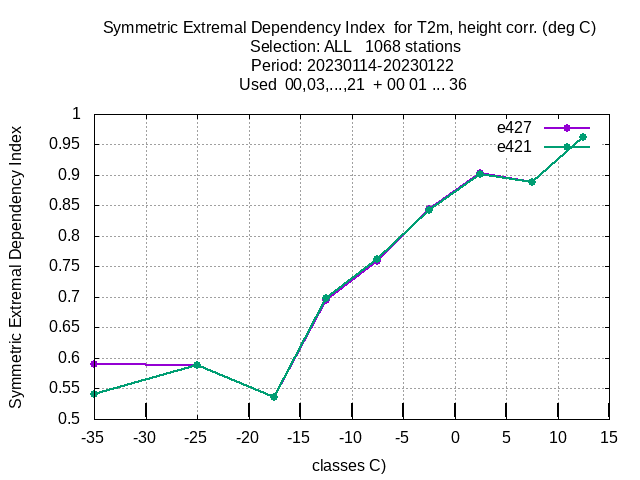 Symmetric Extremal Dependency Index  for T2m, height corr. (deg C)
Selection: ALL   1068 stations
Period: 20230114-20230122
Used  00,03,...,21  + 00 01 ... 36
Symmetric Extremal Dependency Index
1
0.95
0.9
0.85
0.8
0.75
0.7
0.65
0.6
0.55
0.5
e427
e421
-35 -30 -25 -20 -15 -10 -5 0 5 10 15
classes C)